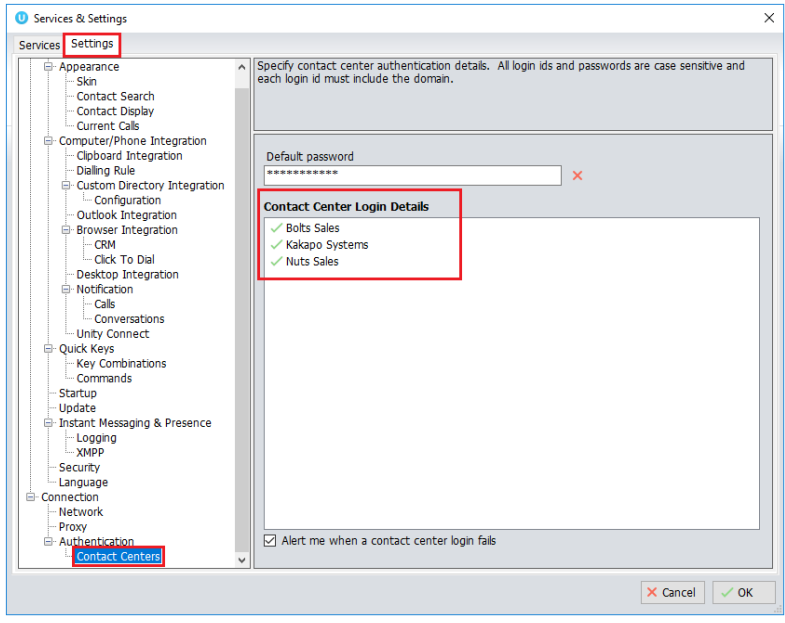 Services & Settings
Services
Settings
Appearance
Skin
Contact Search
Contact Display
Current Calls
Computer/Phone Integration
Clipboard Integration
Dialling Rule
Custom Directory Integration
Configuration
Outlook Integration
Browser Integration
CRM
Click To Dial
Desktop Integration
Notification
Calls
Conversations
Unity Connect
Quick Keys
Key Combinations
Commands
Startup
Update
Instant Messaging & Presence
Logging
XMPP
Security
Language
Connection
Network
Proxy
Authentication
Contact Centers
Specify contact center authentication details. All login ids and passwords are case sensitive and
each login id must include the domain.
Default password
***********
Contact Center Login Details
Bolts Sales
Kakapo Systems
Nuts Sales
Alert me when a contact center login fails
Cancel
OK